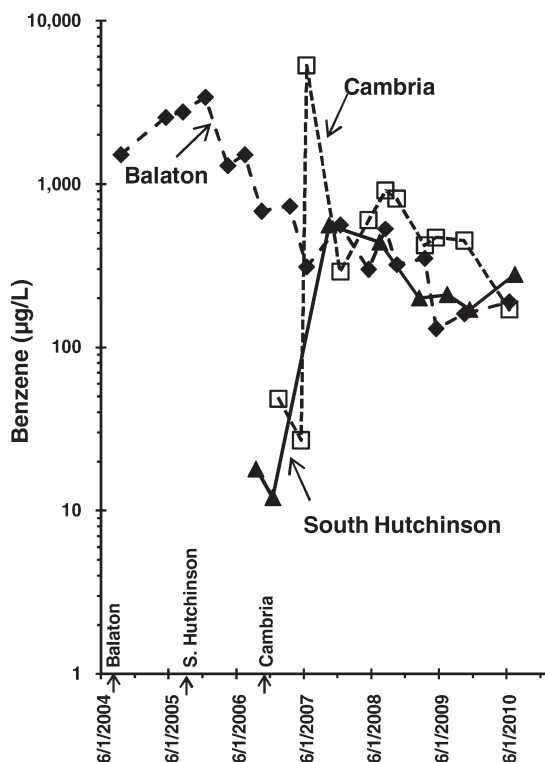 10,000
1,000
100
10
1
Benzene (µg/L)
Cambria
Balaton
South Hutchinson
Balaton
S. Hutchinson
Cambria
6/1/2004
6/1/2005
6/1/2006
6/1/2007
6/1/2008
6/1/2009
6/1/2010